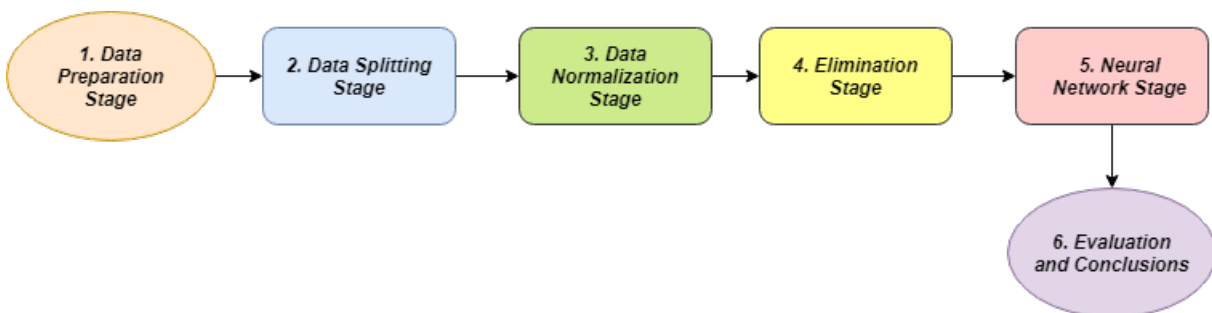 1. Data
Preparation
Stage
2. Data Splitting
Stage
3. Data
Normalization
Stage
4. Elimination
Stage
5. Neural
Network Stage
6. Evaluation
and Conclusions